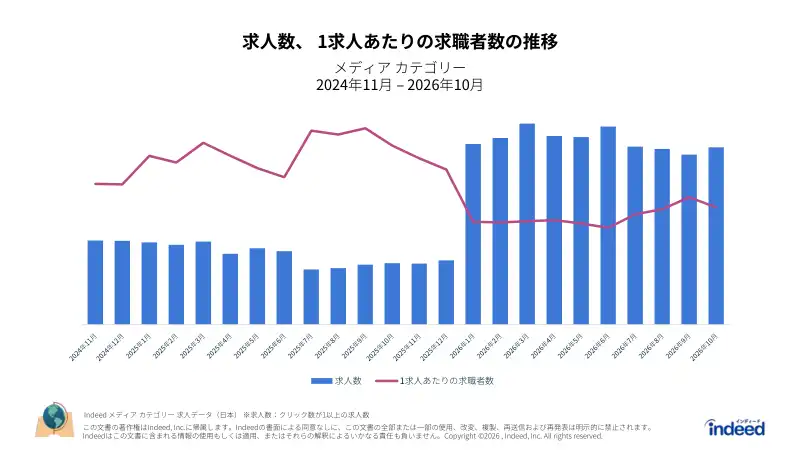 求人数、 1求人あたりの求職者数の推移
メディア カテゴリー
2024年11月 – 2026年10月
2024年11月
2024年12月
2025年1月
2025年2月
2025年3月
2025年4月
2025年5月
2025年6月
2025年7月
2025年8月
2025年9月
2025年10月
2025年11月
2025年12月
2026年1月
2026年2月
2026年3月
2026年4月
2026年5月
2026年6月
2026年7月
2026年8月
2026年9月
2026年10月
求人数
1求人あたりの求職者数
Indeed メディア カテゴリー 求人データ（日本） ※求人数：クリック数が1以上の求人数
この文書の著作権はIndeed, Inc.に帰属します。Indeedの書面による同意なしに、この文書の全部または一部の使用、改変、複製、再送信および再発表は明示的に禁止されます。
Indeedはこの文書に含まれる情報の使用もしくは適用、またはそれらの解釈によるいかなる責任も負いません。Copyright ©2026 , Indeed, Inc. All rights reserved.
インディード
indeed